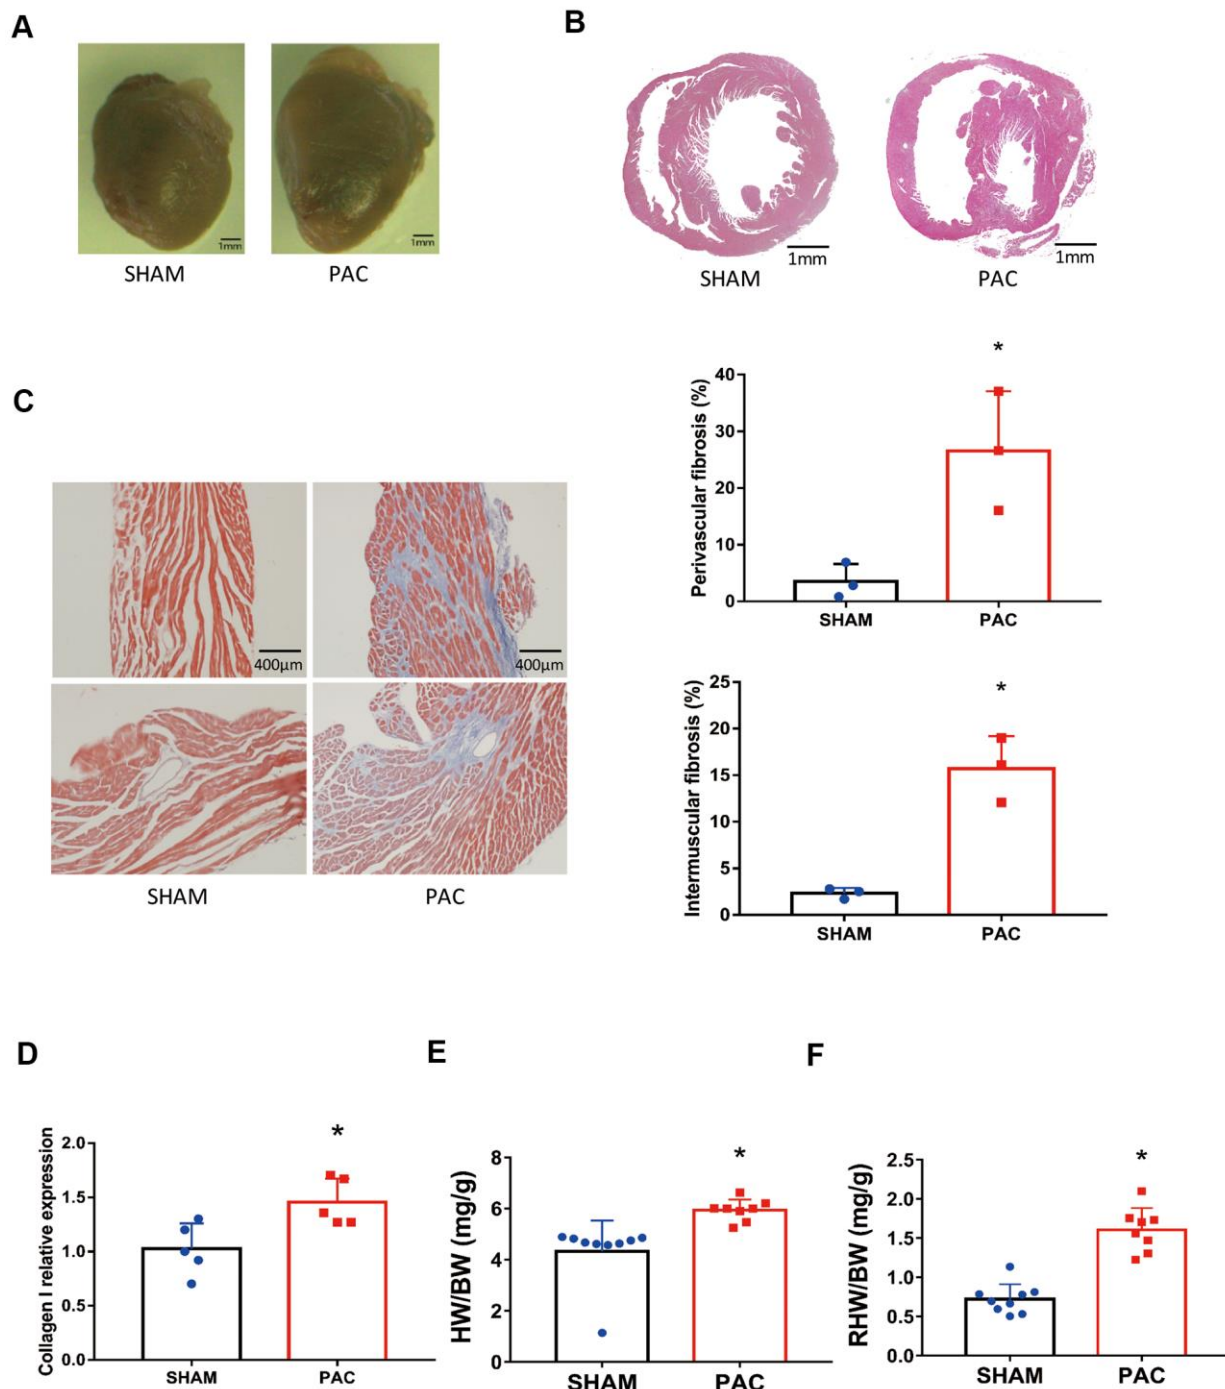 A
B
1mm
1mm
SHAM
PAC
1mm
1mm
SHAM
PAC
C
400μm
400μm
SHAM
PAC
*
Perivascular fibrosis (%)
40
30
20
10
0
SHAM
PAC
*
Intermuscular fibrosis (%)
25
20
15
10
5
0
SHAM
PAC
D
*
Collagen I relative expression
2.0
1.5
1.0
0.5
0.0
SHAM
PAC
E
*
HW/BW (mg/g)
8
6
4
2
0
SHAM
PAC
F
*
RHW/BW (mg/g)
2.5
2.0
1.5
1.0
0.5
0.0
SHAM
PAC